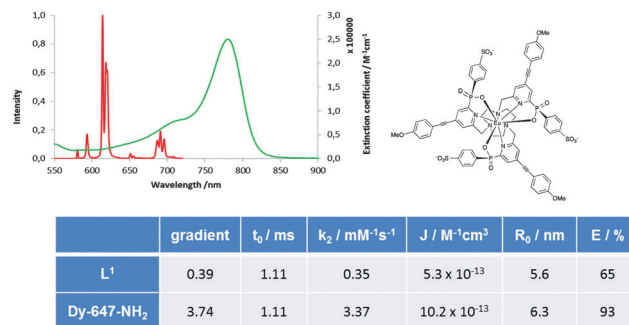 1,0
0,8
0,6
0,4
0,2
0,0
Intensity
550 600 650 700 750 800 850 900
Wavelength /nm
3,0
2,5
2,0
1,5
1,0
0,5
0,0
x 100000
Extinction coefficient / M⁻¹cm⁻¹
OMe
SO₃⁻
MeO
SO₃⁻
⁻O₃S
OMe
gradient t₀ / ms k₂ / mM⁻¹s⁻¹ J / M⁻¹cm³ R₀ / nm E / %
L¹ 0.39 1.11 0.35 5.3 x 10⁻¹³ 5.6 65
Dy-647-NH₂ 3.74 1.11 3.37 10.2 x 10⁻¹³ 6.3 93